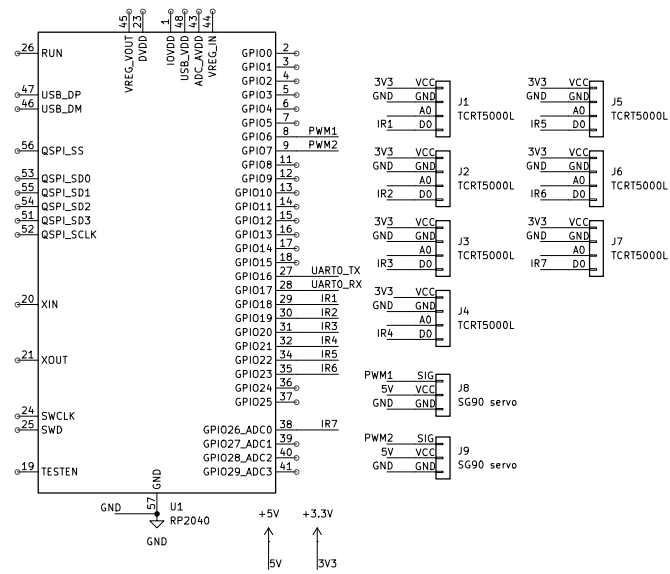 45 23 1 48 43 44
VREG_VOUT DVDD IOVDD USB_VDD ADC_AVDD VREG_IN
26 RUN
47 USB_DP
46 USB_DM
56 QSPI_SS
53 QSPI_SD0
55 QSPI_SD1
54 QSPI_SD2
51 QSPI_SD3
52 QSPI_SCLK
20 XIN
21 XOUT
24 SWCLK
25 SWD
19 TESTEN
GPIO0 2
GPIO1 3
GPIO2 4
GPIO3 5
GPIO4 6
GPIO5 7
GPIO6 8 PWM1
GPIO7 9 PWM2
GPIO8 11
GPIO9 12
GPIO10 13
GPIO11 14
GPIO12 15
GPIO13 16
GPIO14 17
GPIO15 18
GPIO16 27 UART0_TX
GPIO17 28 UART0_RX
GPIO18 29 IR1
GPIO19 30 IR2
GPIO20 31 IR3
GPIO21 32 IR4
GPIO22 34 IR5
GPIO23 35 IR6
GPIO24 36
GPIO25 37
GPIO26_ADC0 38 IR7
GPIO27_ADC1 39
GPIO28_ADC2 40
GPIO29_ADC3 41
GND
57
GND
U1
RP2040
GND
+5V
5V
+3.3V
3V3
3V3 VCC
GND GND
A0
IR1 D0
J1
TCRT5000L
3V3 VCC
GND GND
A0
IR2 D0
J2
TCRT5000L
3V3 VCC
GND GND
A0
IR3 D0
J3
TCRT5000L
3V3 VCC
GND GND
A0
IR4 D0
J4
TCRT5000L
PWM1 SIG
5V VCC
GND GND
J8
SG90 servo
PWM2 SIG
5V VCC
GND GND
J9
SG90 servo
3V3 VCC
GND GND
A0
IR5 D0
J5
TCRT5000L
3V3 VCC
GND GND
A0
IR6 D0
J6
TCRT5000L
3V3 VCC
GND GND
A0
IR7 D0
J7
TCRT5000L